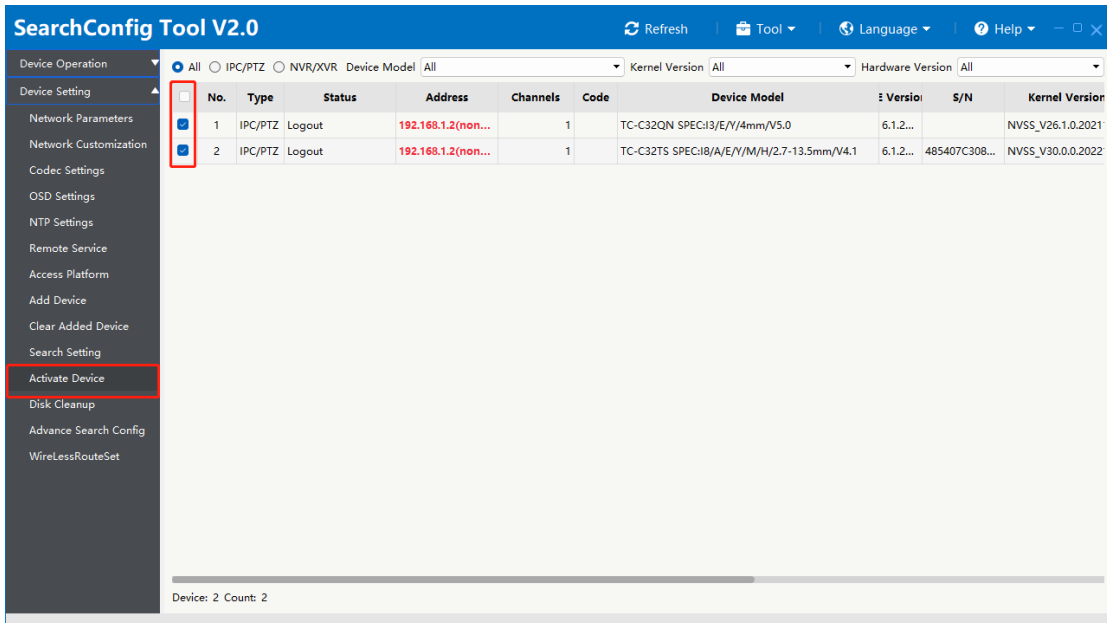 SearchConfig Tool V2.0 Refresh Tool Language Help
Device Operation
All IPC/PTZ NVR/XVR Device Model All Kernel Version All Hardware Version All
Device Setting
No. Type Status Address Channels Code Device Model E Version S/N Kernel Version
Network Parameters
1 IPC/PTZ Logout 192.168.1.2(non... 1 TC-C32QN SPEC:I3/E/Y/4mm/V5.0 6.1.2... NVSS_V26.1.0.2021
Network Customization
2 IPC/PTZ Logout 192.168.1.2(non... 1 TC-C32TS SPEC:I8/A/E/Y/M/H/2.7-13.5mm/V4.1 6.1.2... 485407C308... NVSS_V30.0.0.2022
Codec Settings
OSD Settings
NTP Settings
Remote Service
Access Platform
Add Device
Clear Added Device
Search Setting
Activate Device
Disk Cleanup
Advance Search Config
WireLessRouteSet
Device: 2 Count: 2